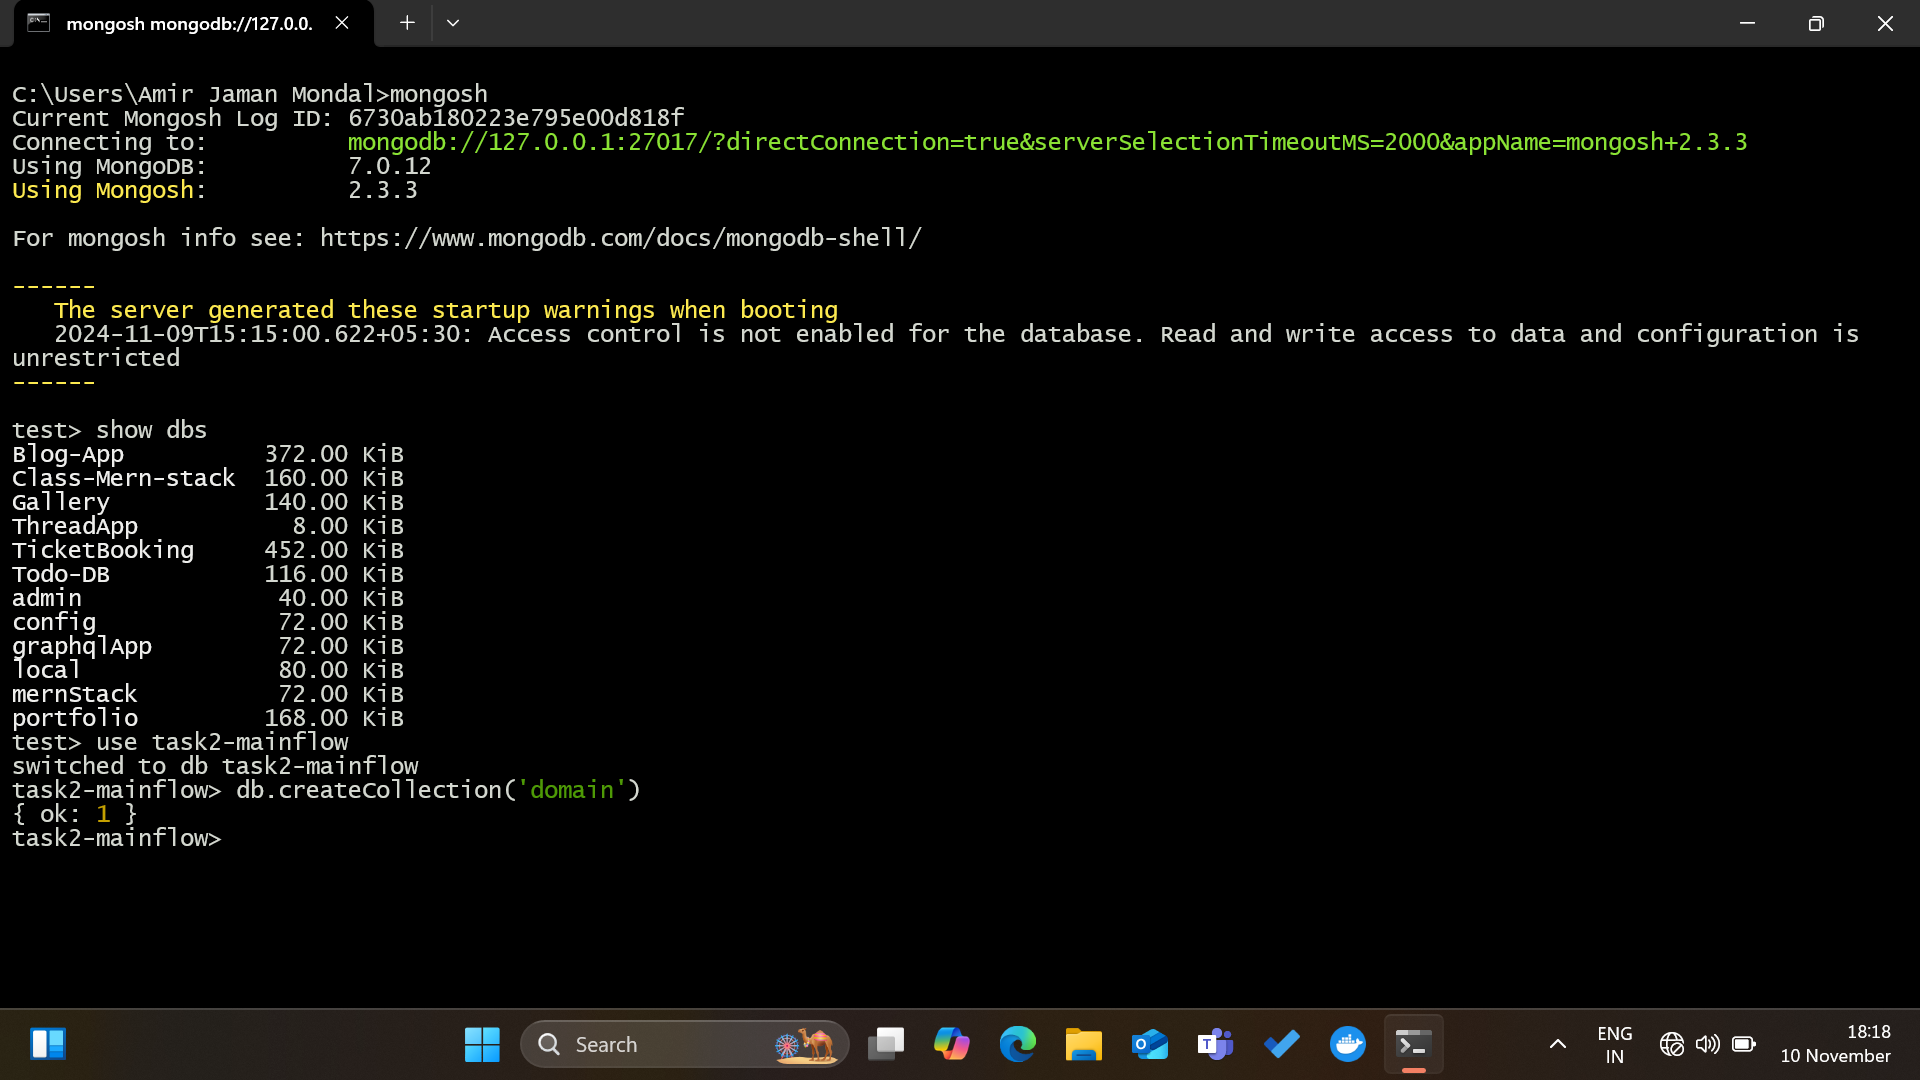 mongosh mongodb://127.0.0.
C:\Users\Amir Jaman Mondal>mongosh
Current Mongosh Log ID: 6730ab180223e795e00d818f
Connecting to:          mongodb://127.0.0.1:27017/?directConnection=true&serverSelectionTimeoutMS=2000&appName=mongosh+2.3.3
Using MongoDB:          7.0.12
Using Mongosh:          2.3.3
For mongosh info see: https://www.mongodb.com/docs/mongodb-shell/
------
   The server generated these startup warnings when booting
   2024-11-09T15:15:00.622+05:30: Access control is not enabled for the database. Read and write access to data and configuration is
unrestricted
------
test> show dbs
Blog-App          372.00 KiB
Class-Mern-stack  160.00 KiB
Gallery           140.00 KiB
ThreadApp           8.00 KiB
TicketBooking     452.00 KiB
Todo-DB           116.00 KiB
admin              40.00 KiB
config             72.00 KiB
graphqlApp         72.00 KiB
local              80.00 KiB
mernStack          72.00 KiB
portfolio         168.00 KiB
test> use task2-mainflow
switched to db task2-mainflow
task2-mainflow> db.createCollection('domain')
{ ok: 1 }
task2-mainflow>
Search
ENG
IN
18:18
10 November